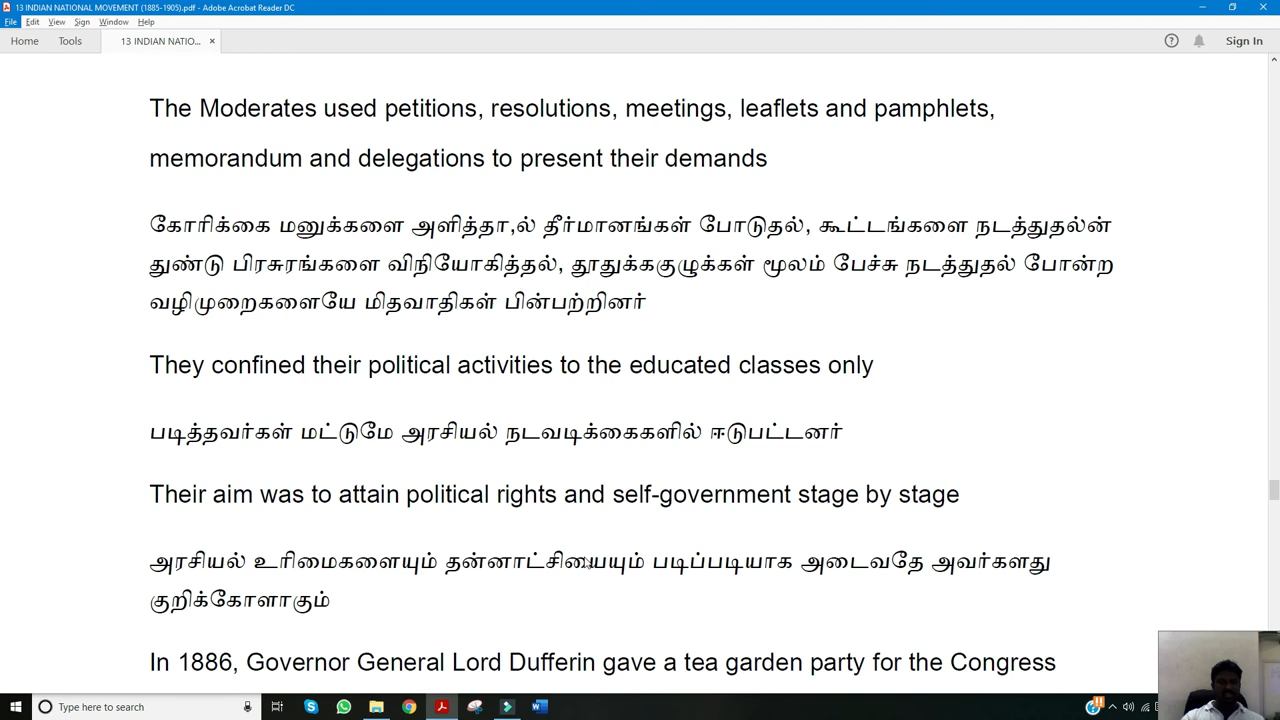 13 INDIAN NATIONAL MOVEMENT (1885-1905).pdf - Adobe Acrobat Reader DC
File Edit View Sign Window Help
Home Tools 13 INDIAN NATIO... × Sign In
The Moderates used petitions, resolutions, meetings, leaflets and pamphlets,
memorandum and delegations to present their demands
கோரிக்கை மனுக்களை அளித்தா,ல் தீர்மானங்கள் போடுதல், கூட்டங்களை நடத்துதல்ன்
துண்டு பிரசுரங்களை விநியோகித்தல், தூதுக்ககுழுக்கள் மூலம் பேச்சு நடத்துதல் போன்ற
வழிமுறைகளையே மிதவாதிகள் பின்பற்றினர்
They confined their political activities to the educated classes only
படித்தவர்கள் மட்டுமே அரசியல் நடவடிக்கைகளில் ஈடுபட்டனர்
Their aim was to attain political rights and self-government stage by stage
அரசியல் உரிமைகளையும் தன்னாட்சியையும் படிப்படியாக அடைவதே அவர்களது
குறிக்கோளாகும்
In 1886, Governor General Lord Dufferin gave a tea garden party for the Congress
Type here to search